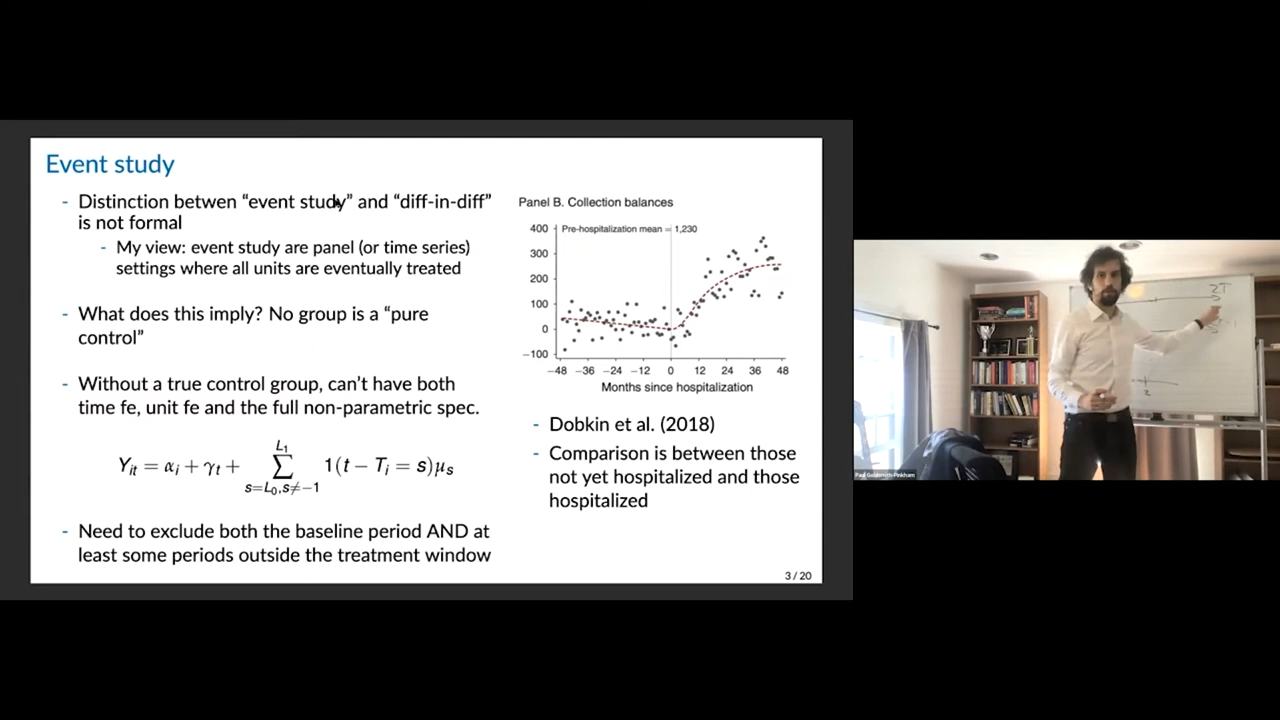 Event study
- Distinction betwen “event study” and “diff-in-diff”
is not formal
- My view: event study are panel (or time series)
settings where all units are eventually treated
- What does this imply? No group is a “pure
control”
- Without a true control group, can’t have both
time fe, unit fe and the full non-parametric spec.
L₁
Yᵢₜ = αᵢ + γₜ + ∑ 1(t − Tᵢ = s)μₛ
s=L₀,s≠−1
- Need to exclude both the baseline period AND at
least some periods outside the treatment window
Panel B. Collection balances
Pre-hospitalization mean = 1,230
400
300
200
100
0
−100
−48 −36 −24 −12 0 12 24 36 48
Months since hospitalization
- Dobkin et al. (2018)
- Comparison is between those
not yet hospitalized and those
hospitalized
3 / 20
2T
Paul Goldsmith-Pinkham